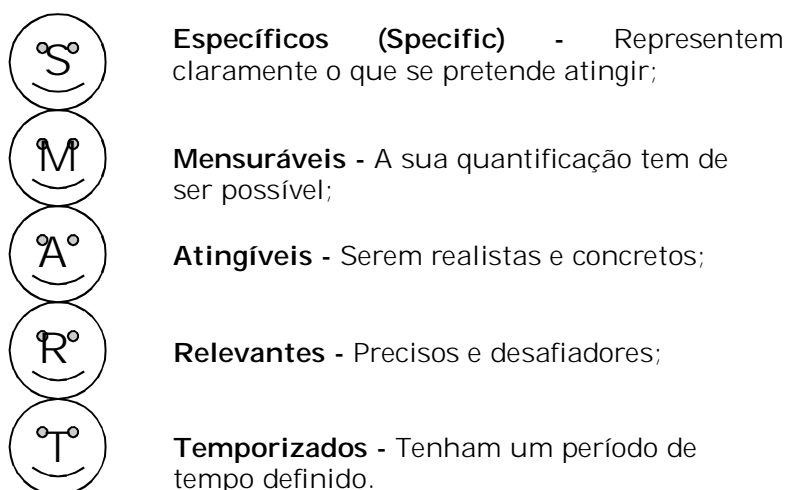 S
Específicos (Specific) - Representem
claramente o que se pretende atingir;
M
Mensuráveis - A sua quantificação tem de
ser possível;
A
Atingíveis - Serem realistas e concretos;
R
Relevantes - Precisos e desafiadores;
T
Temporizados - Tenham um período de
tempo definido.